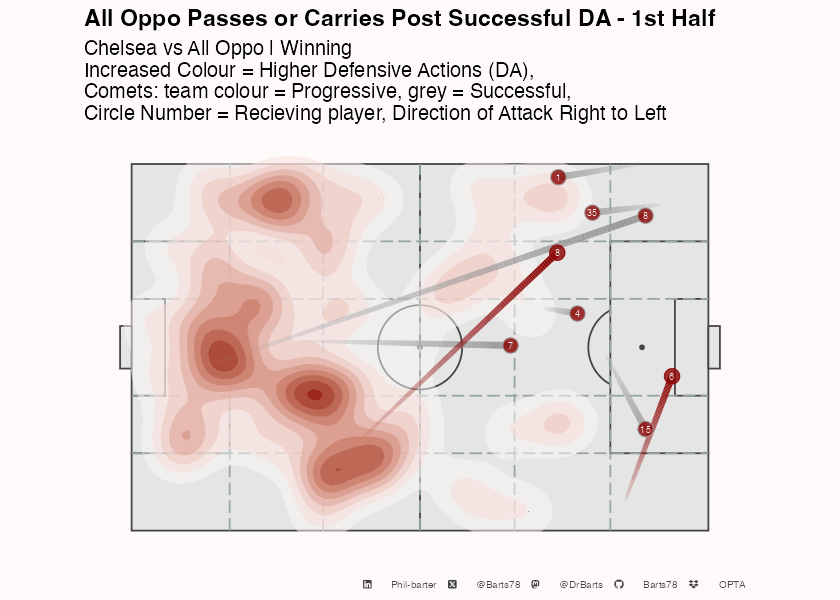 All Oppo Passes or Carries Post Successful DA - 1st Half
Chelsea vs All Oppo | Winning
Increased Colour = Higher Defensive Actions (DA),
Comets: team colour = Progressive, grey = Successful,
Circle Number = Recieving player, Direction of Attack Right to Left
1
35
8
8
4
7
6
15
Phil-barter @Barts78 @DrBarts Barts78 OPTA